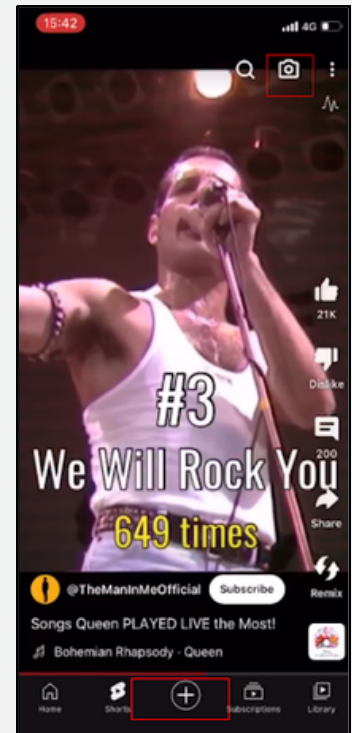 15:42
4G
21K
#3
Dislike
We Will Rock You
200
649 times
Share
@TheManInMeOfficial
Subscribe
Remix
Songs Queen PLAYED LIVE the Most!
Bohemian Rhapsody · Queen
Home
Shorts
Subscriptions
Library